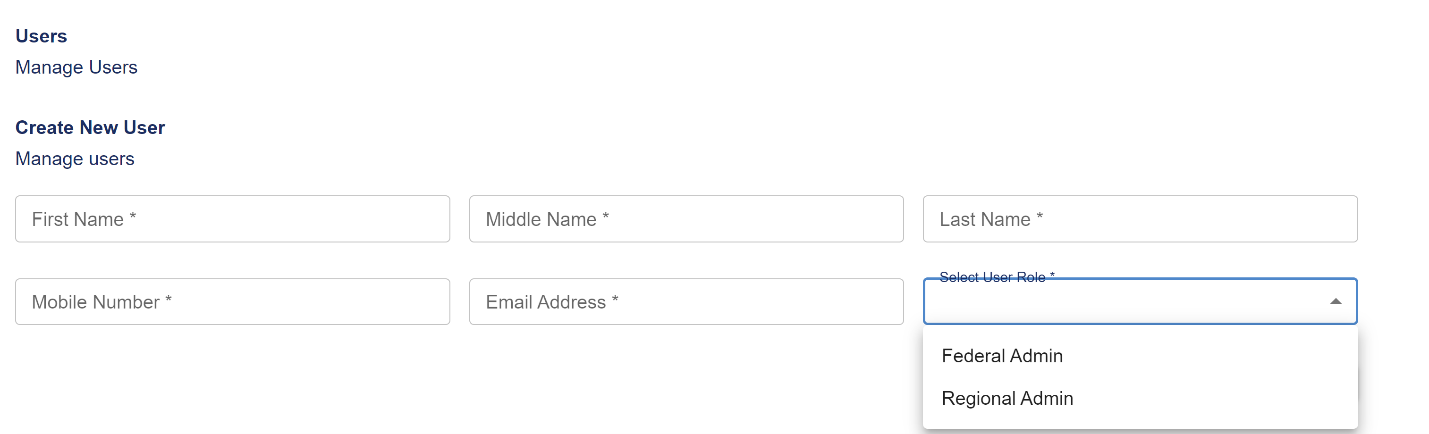 Users
Manage Users
Create New User
Manage users
First Name *
Middle Name *
Last Name *
Mobile Number *
Email Address *
Select User Role *
Federal Admin
Regional Admin